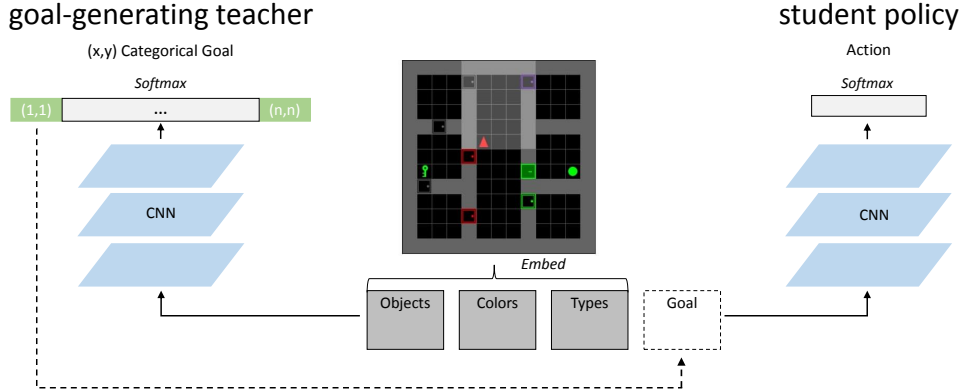 goal-generating teacher
student policy
(x,y) Categorical Goal
Action
Softmax
Softmax
(1,1)
...
(n,n)
CNN
CNN
Embed
Objects
Colors
Types
Goal